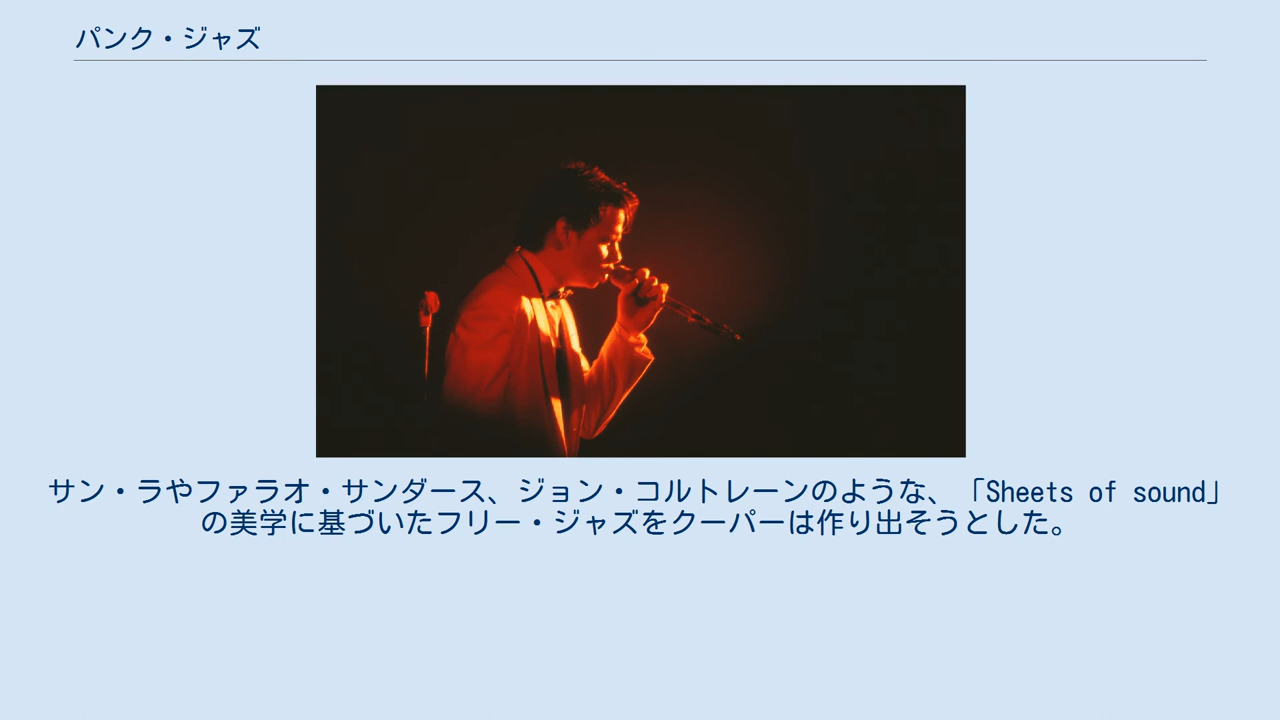 パンク・ジャズ
サン・ラやファラオ・サンダース、ジョン・コルトレーンのような、「Sheets of sound」
の美学に基づいたフリー・ジャズをクーパーは作り出そうとした。